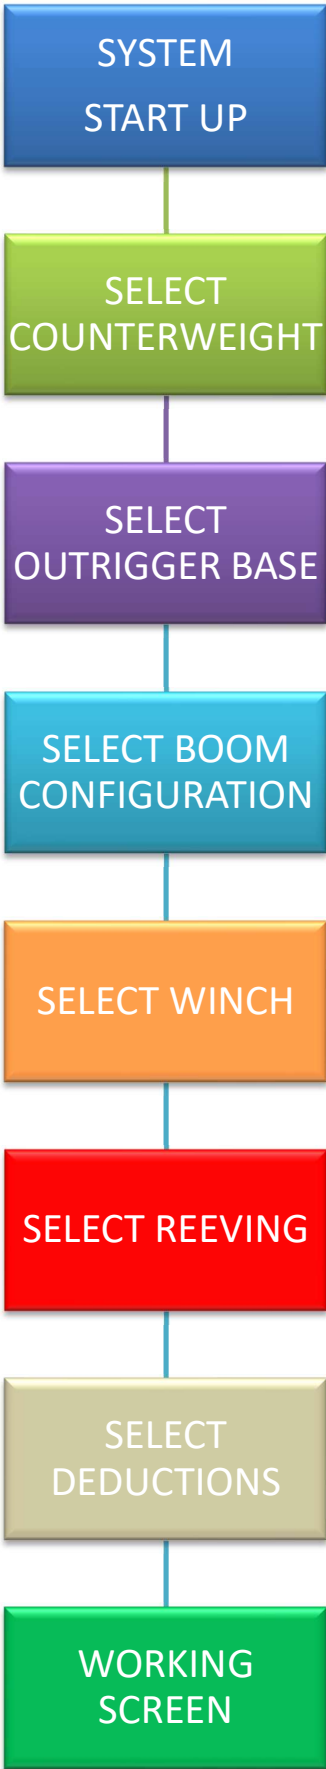 SYSTEM
START UP
SELECT
COUNTERWEIGHT
SELECT
OUTRIGGER BASE
SELECT BOOM
CONFIGURATION
SELECT WINCH
SELECT REEVING
SELECT
DEDUCTIONS
WORKING
SCREEN